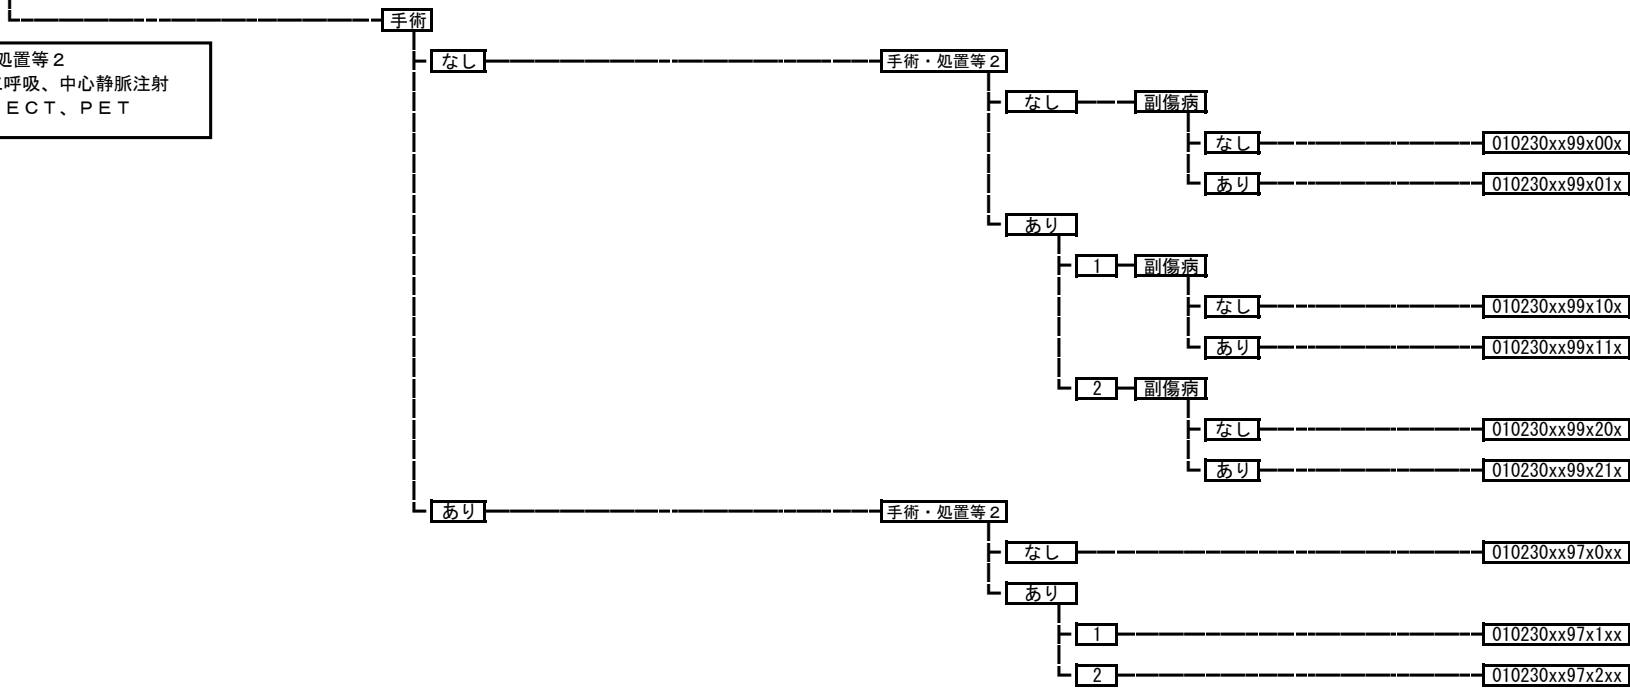 手術
処置等２
呼吸、中心静脈注射
ＥＣＴ、ＰＥＴ
なし 手術・処置等２
なし 副傷病
なし 010230xx99x00x
あり 010230xx99x01x
あり
1 副傷病
なし 010230xx99x10x
あり 010230xx99x11x
2 副傷病
なし 010230xx99x20x
あり 010230xx99x21x
あり 手術・処置等２
なし 010230xx97x0xx
あり
1 010230xx97x1xx
2 010230xx97x2xx